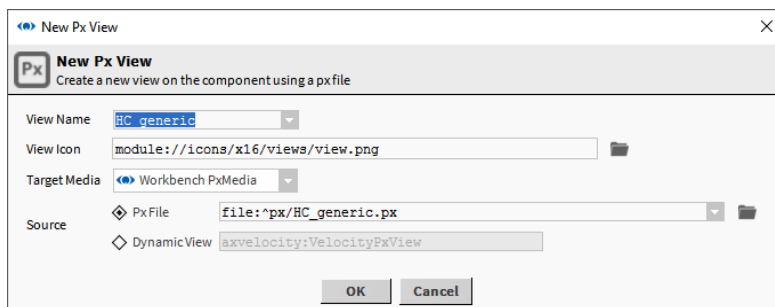 New Px View
Px
New Px View
Create a new view on the component using a px file
View Name HC_generic
View Icon module://icons/x16/views/view.png
Target Media Workbench PxMedia
Source
Px File file:^px/HC_generic.px
Dynamic View axvelocity:VelocityPxView
OK Cancel